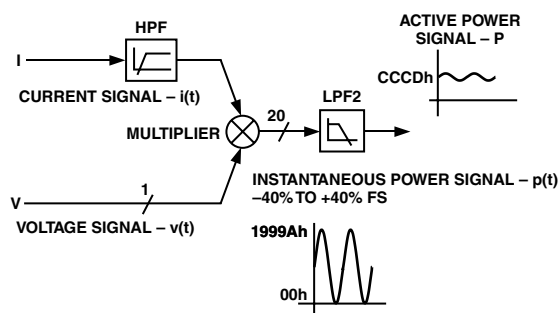 HPF
I
CURRENT SIGNAL – i(t)
MULTIPLIER
20
LPF2
ACTIVE POWER
SIGNAL – P
CCCDh
V
1
VOLTAGE SIGNAL – v(t)
INSTANTANEOUS POWER SIGNAL – p(t)
–40% TO +40% FS
1999Ah
00h